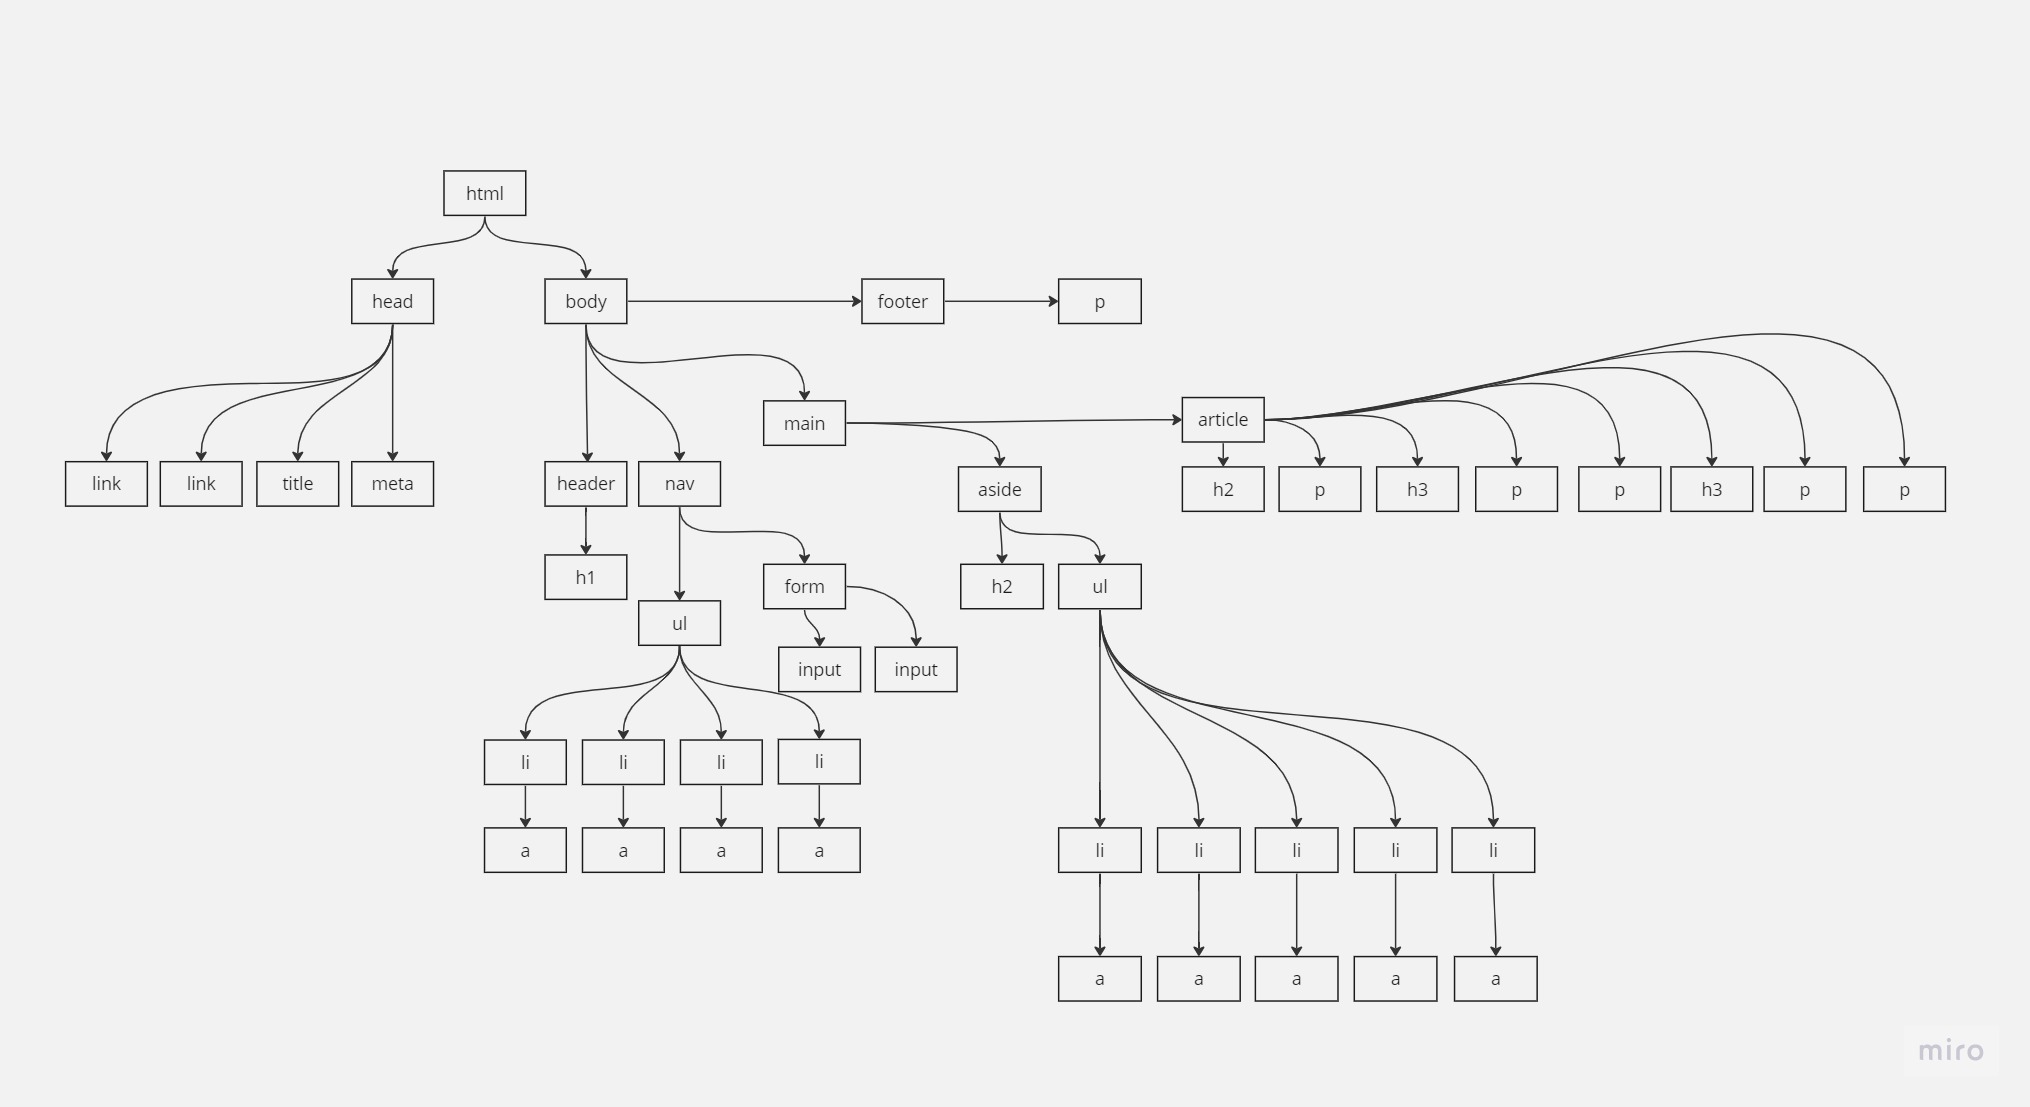 html
head
body
footer
p
main
article
link
link
title
meta
header
nav
aside
h2
p
h3
p
p
h3
p
p
h1
form
h2
ul
ul
input
input
li
li
li
li
a
a
a
a
li
li
li
li
li
a
a
a
a
a
miro